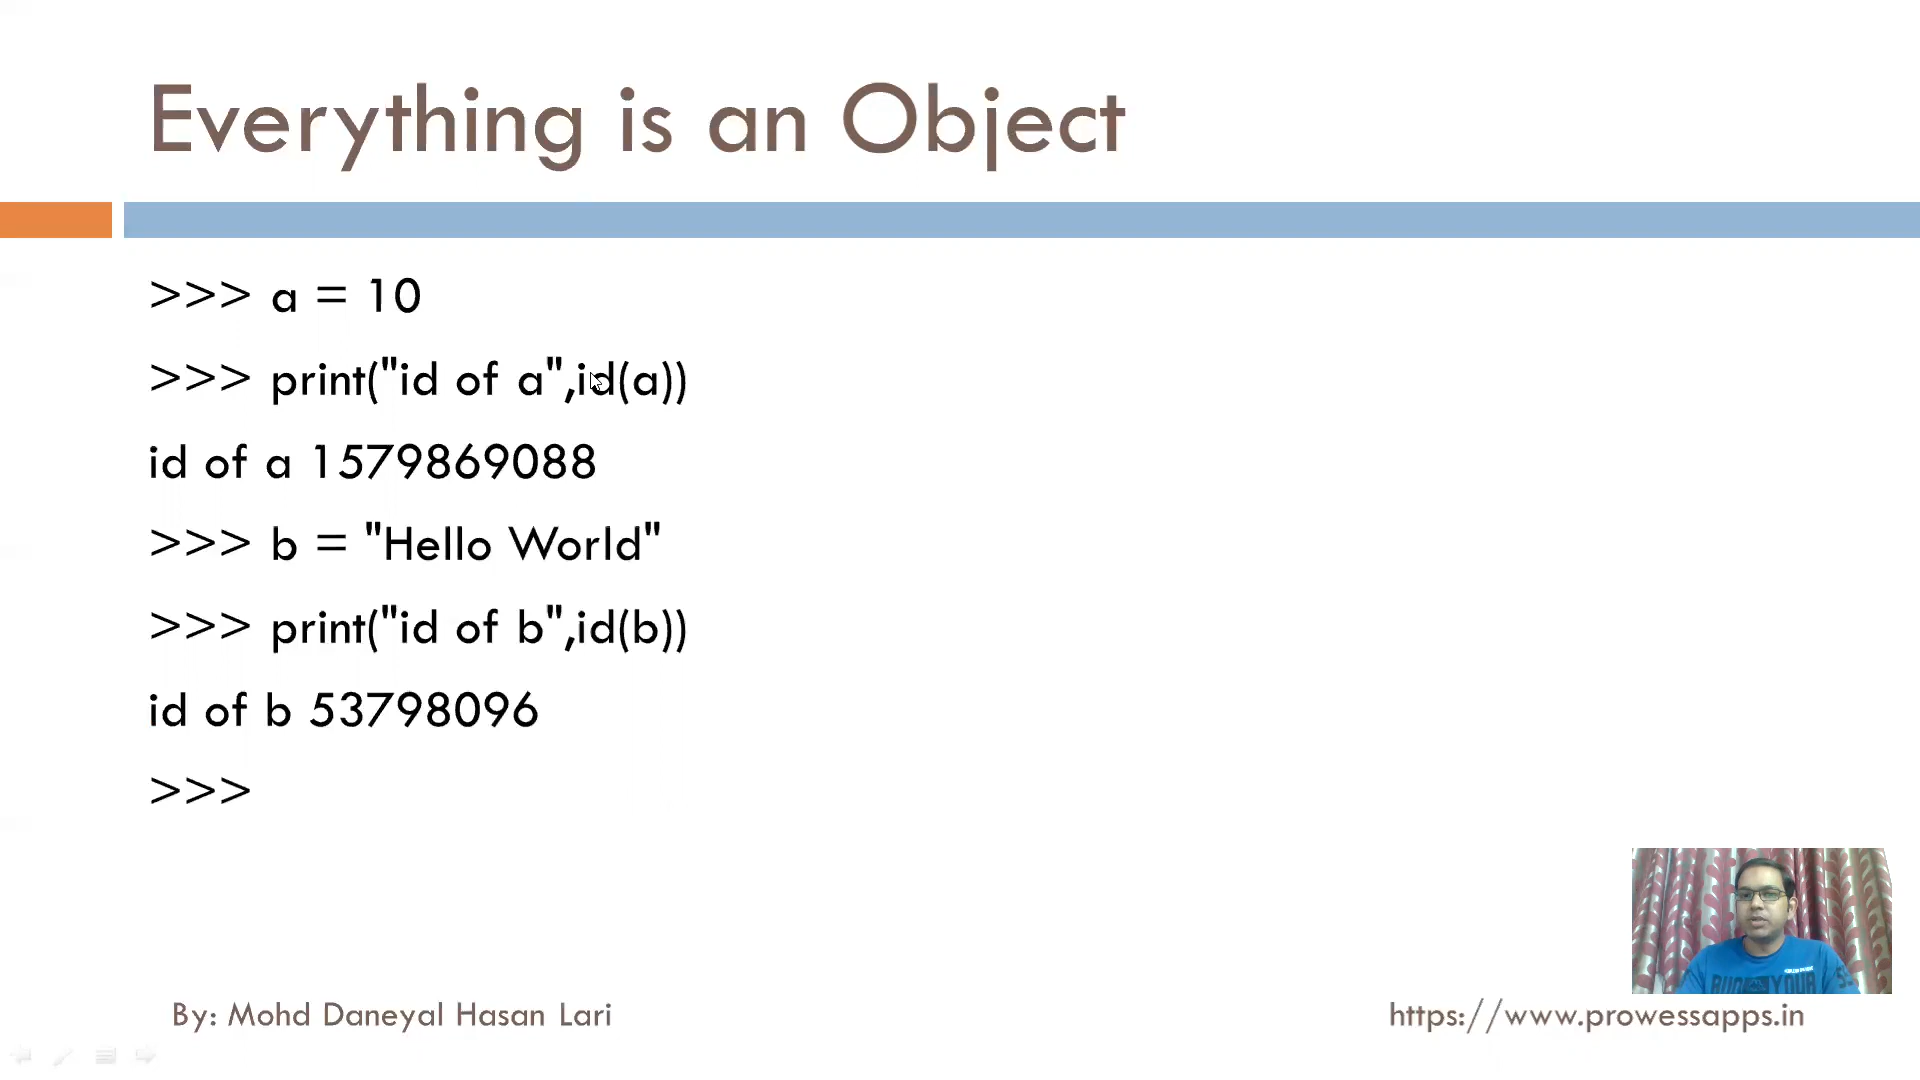 Everything is an Object
>>> a = 10
>>> print("id of a",id(a))
id of a 1579869088
>>> b = "Hello World"
>>> print("id of b",id(b))
id of b 53798096
>>>
By: Mohd Daneyal Hasan Lari
https://www.prowessapps.in